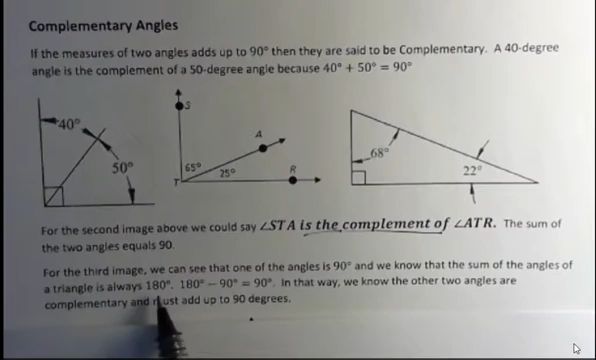 Complementary Angles
If the measures of two angles adds up to 90° then they are said to be Complementary. A 40-degree
angle is the complement of a 50-degree angle because 40° + 50° = 90°
S
40°
A
50°
65°
25°
R
T
68°
22°
For the second image above we could say ∠STA is the complement of ∠ATR. The sum of
the two angles equals 90.
For the third image, we can see that one of the angles is 90° and we know that the sum of the angles of
a triangle is always 180°. 180° − 90° = 90°. In that way, we know the other two angles are
complementary and must add up to 90 degrees.